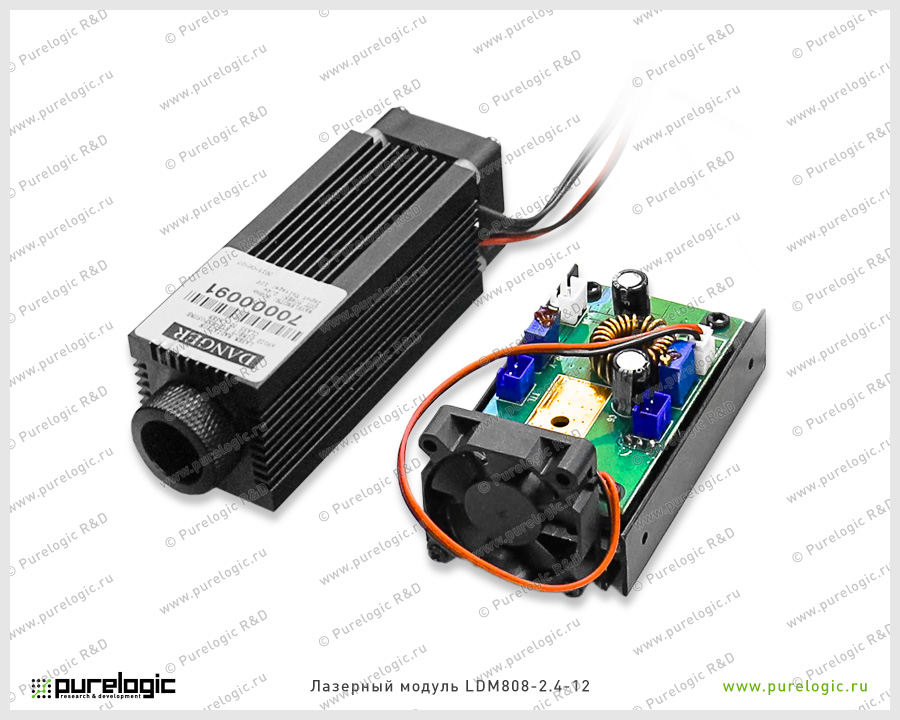 © Purelogic R&D
www.purelogic.ru
70000091
DANGER
purelogic
research & development
Лазерный модуль LDM808-2.4-12
www.purelogic.ru